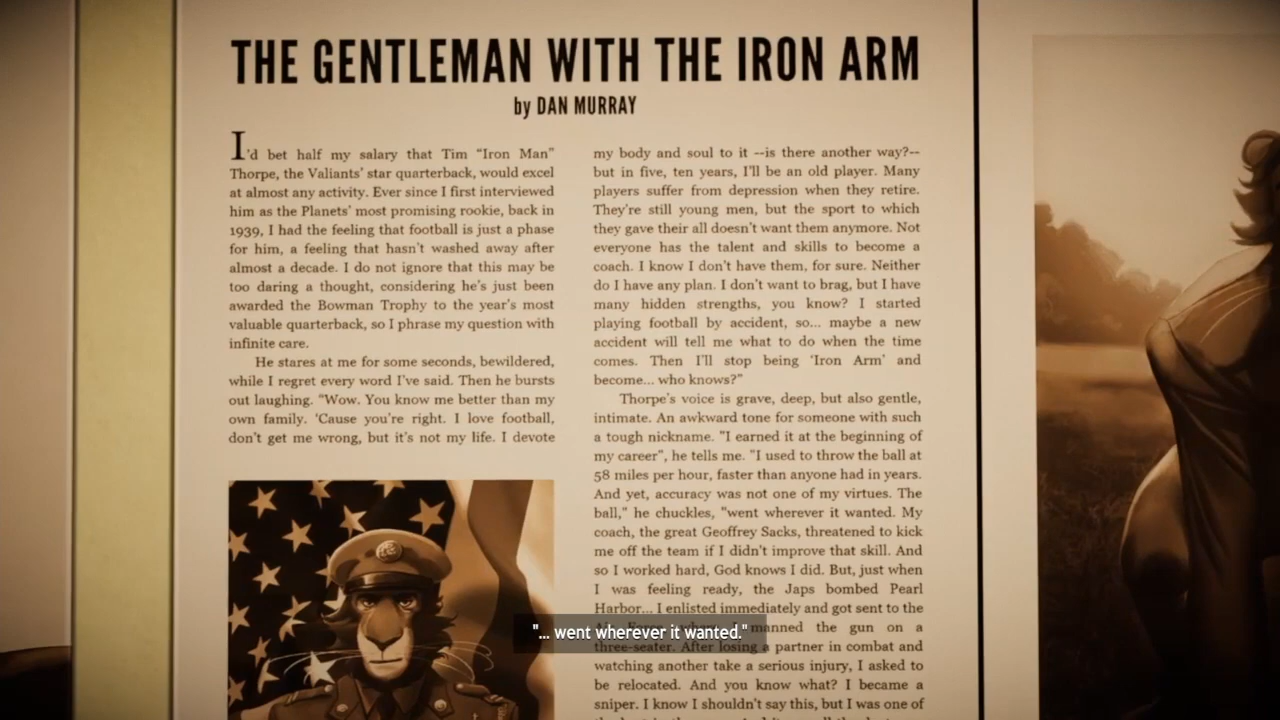 THE GENTLEMAN WITH THE IRON ARM
by DAN MURRAY
I'd bet half my salary that Tim "Iron Man"
Thorpe, the Valiants' star quarterback, would excel
at almost any activity. Ever since I first interviewed
him as the Planets' most promising rookie, back in
1939, I had the feeling that football is just a phase
for him, a feeling that hasn't washed away after
almost a decade. I do not ignore that this may be
too daring a thought, considering he's just been
awarded the Bowman Trophy to the year's most
valuable quarterback, so I phrase my question with
infinite care.
He stares at me for some seconds, bewildered,
while I regret every word I've said. Then he bursts
out laughing. "Wow. You know me better than my
own family. 'Cause you're right. I love football,
don't get me wrong, but it's not my life. I devote
my body and soul to it --is there another way?--
but in five, ten years, I'll be an old player. Many
players suffer from depression when they retire.
They're still young men, but the sport to which
they gave their all doesn't want them anymore. Not
everyone has the talent and skills to become a
coach. I know I don't have them, for sure. Neither
do I have any plan. I don't want to brag, but I have
many hidden strengths, you know? I started
playing football by accident, so... maybe a new
accident will tell me what to do when the time
comes. Then I'll stop being 'Iron Arm' and
become... who knows?"
Thorpe's voice is grave, deep, but also gentle,
intimate. An awkward tone for someone with such
a tough nickname. "I earned it at the beginning of
my career", he tells me. "I used to throw the ball at
58 miles per hour, faster than anyone had in years.
And yet, accuracy was not one of my virtues. The
ball," he chuckles, "went wherever it wanted. My
coach, the great Geoffrey Sacks, threatened to kick
me off the team if I didn't improve that skill. And
so I worked hard, God knows I did. But, just when
I was feeling ready, the Japs bombed Pearl
Harbor... I enlisted immediately and got sent to the
manned the gun on a
three-seater. After losing a partner in combat and
watching another take a serious injury, I asked to
be relocated. And you know what? I became a
sniper. I know I shouldn't say this, but I was one of
"... went wherever it wanted."